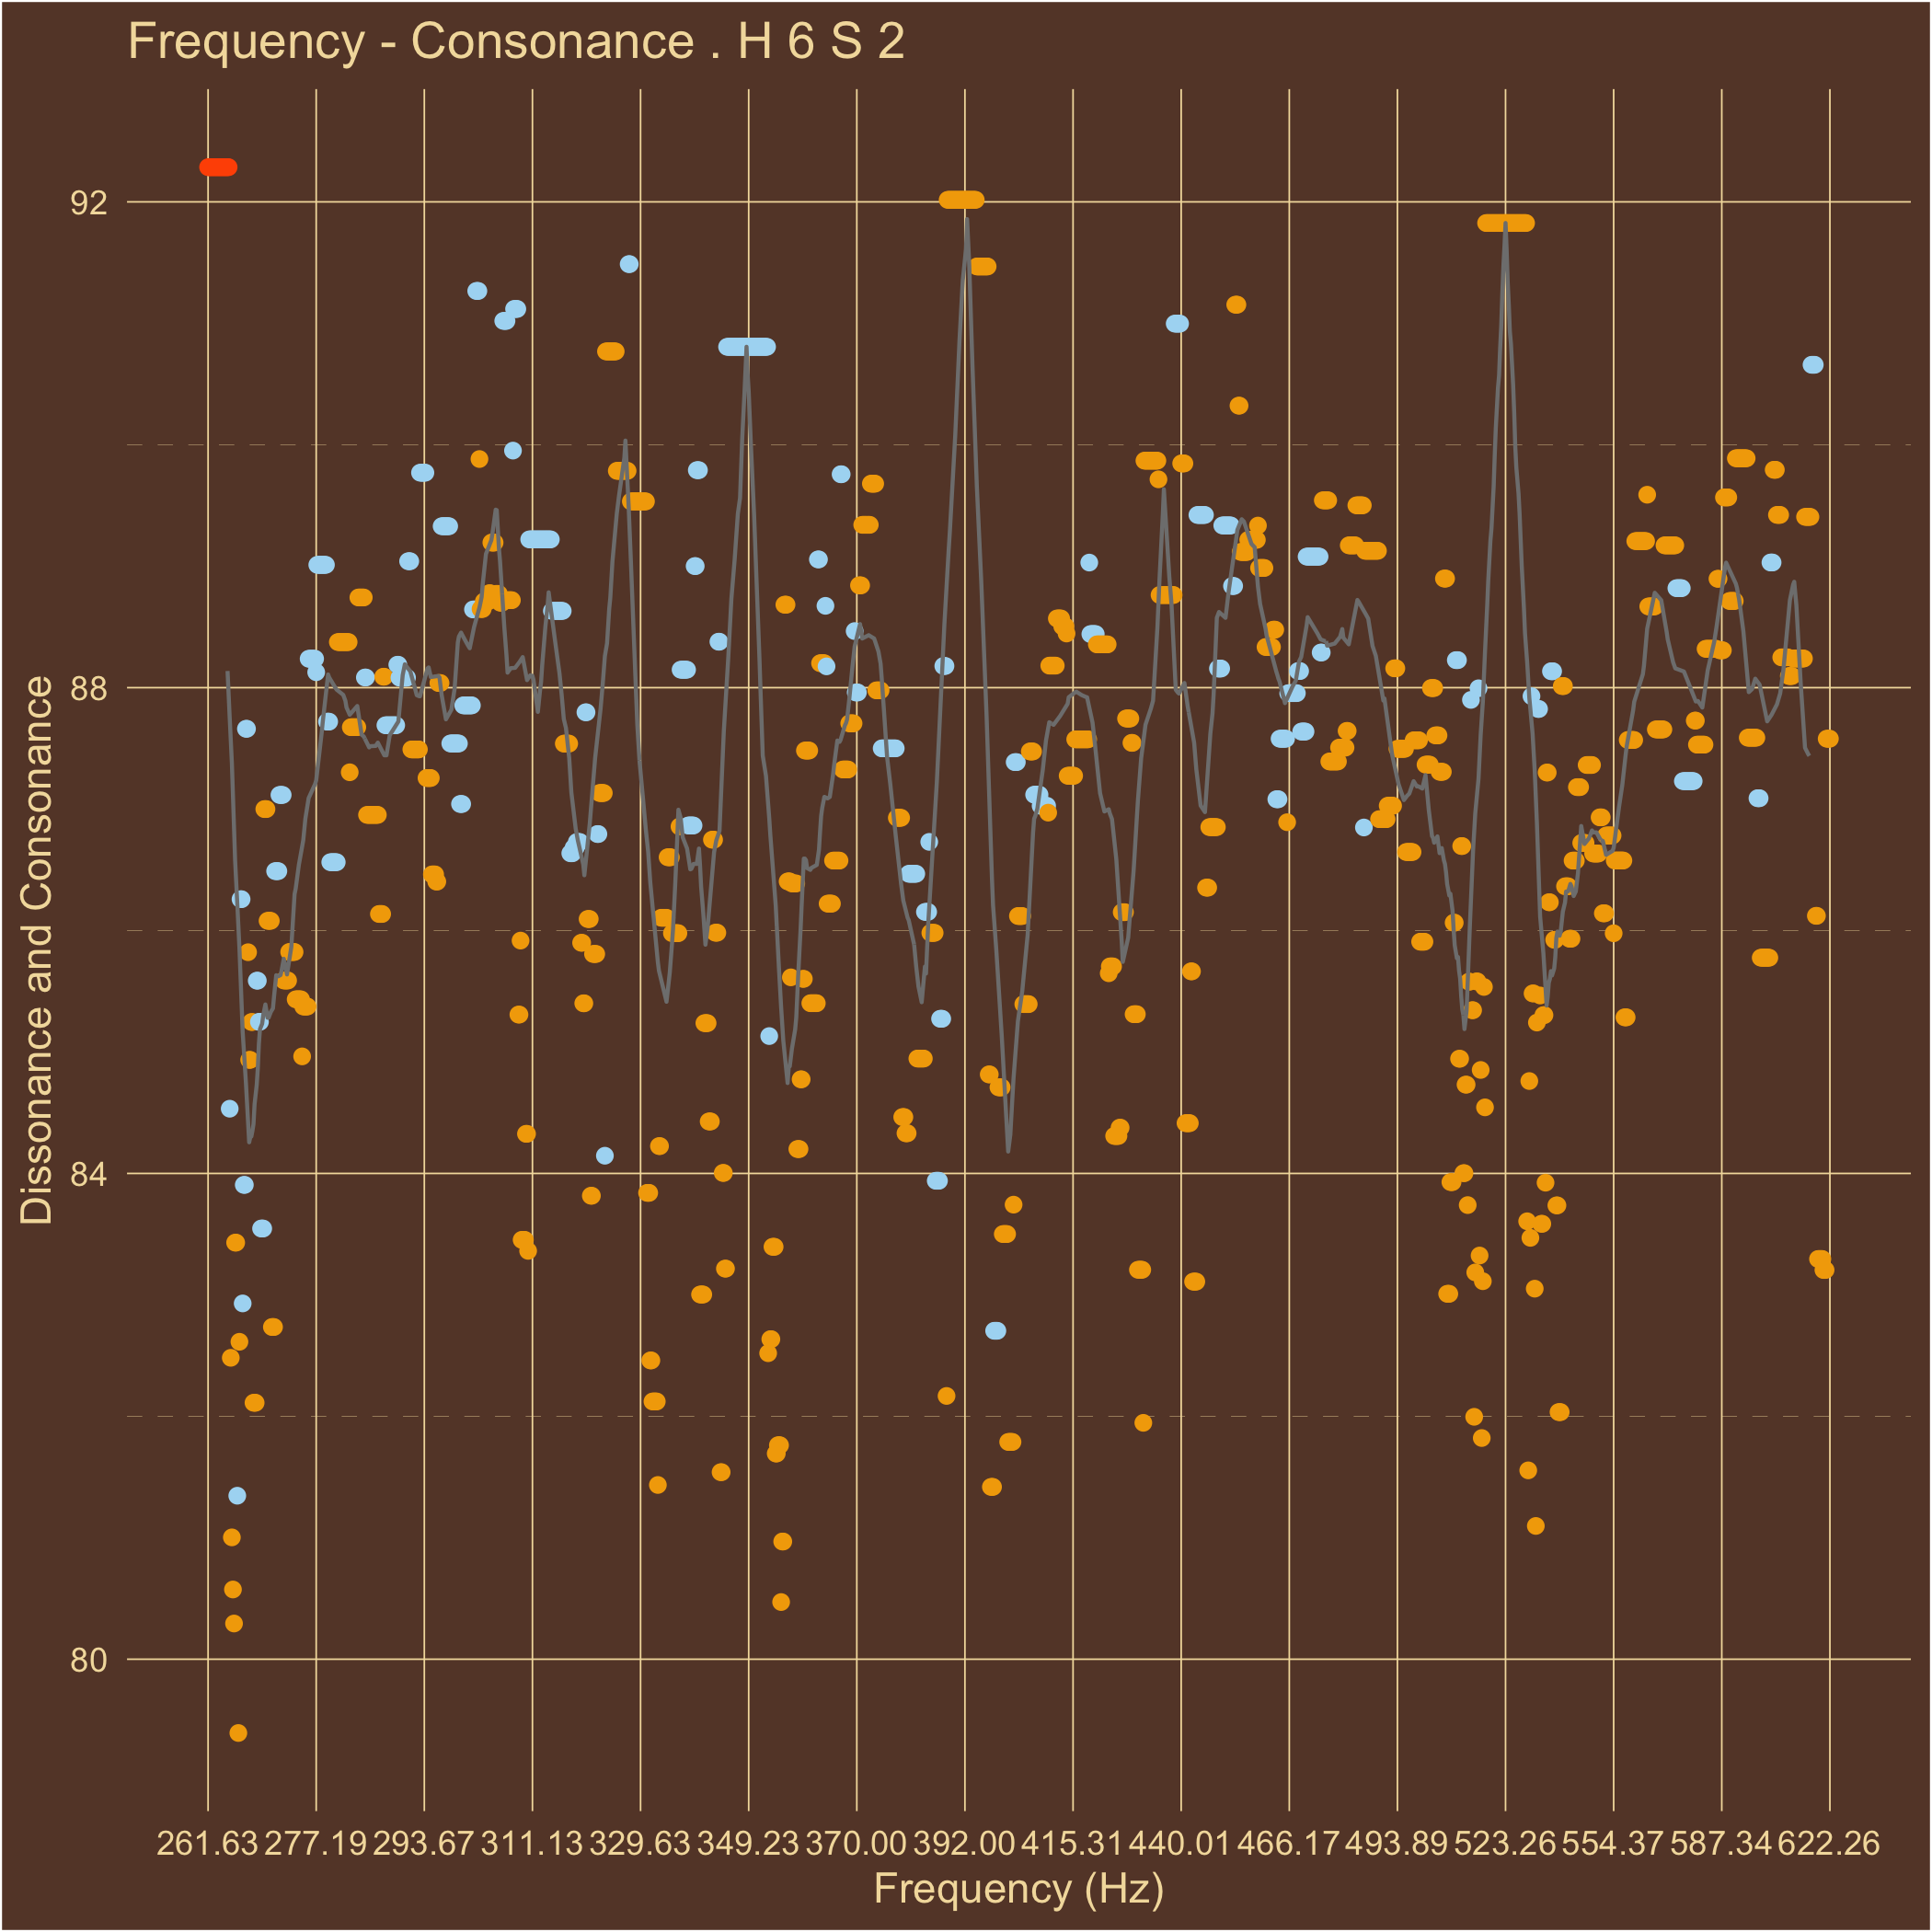 Frequency - Consonance . H 6 S 2
92
88
84
80
Dissonance and Consonance
261.63 277.19 293.67 311.13 329.63 349.23 370.00 392.00 415.31 440.01 466.17 493.89 523.26 554.37 587.34 622.26
Frequency (Hz)